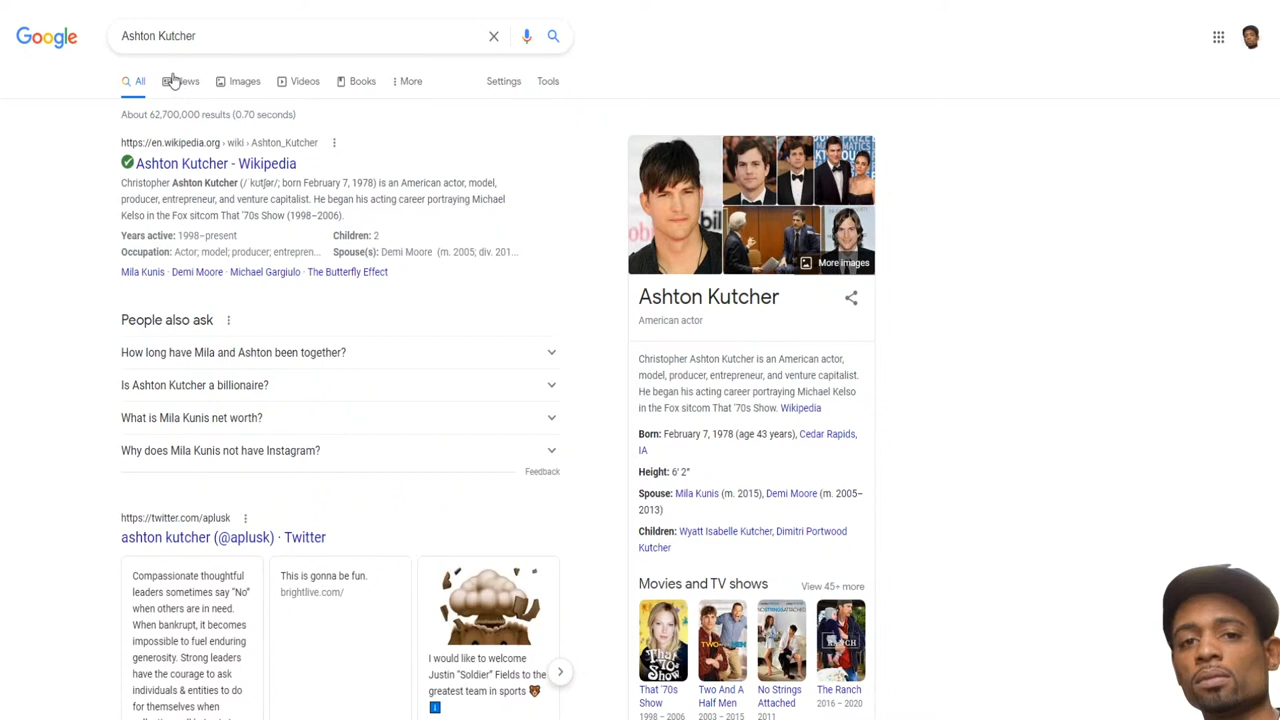 Google
Ashton Kutcher
All
News
Images
Videos
Books
More
Settings
Tools
About 62,700,000 results (0.70 seconds)
https://en.wikipedia.org › wiki › Ashton_Kutcher
Ashton Kutcher - Wikipedia
Christopher Ashton Kutcher (/ˈkʊtʃər/; born February 7, 1978) is an American actor, model,
producer, entrepreneur, and venture capitalist. He began his acting career portraying Michael
Kelso in the Fox sitcom That '70s Show (1998–2006).
Years active: 1998–present
Children: 2
Occupation: Actor; model; producer; entrepren...
Spouse(s): Demi Moore (m. 2005; div. 201...
Mila Kunis · Demi Moore · Michael Gargiulo · The Butterfly Effect
People also ask
How long have Mila and Ashton been together?
Is Ashton Kutcher a billionaire?
What is Mila Kunis net worth?
Why does Mila Kunis not have Instagram?
Feedback
https://twitter.com/aplusk
ashton kutcher (@aplusk) · Twitter
Compassionate thoughtful
leaders sometimes say "No"
when others are in need.
When bankrupt, it becomes
impossible to fuel enduring
generosity. Strong leaders
have the courage to ask
individuals & entities to do
for themselves when
This is gonna be fun.
brightlive.com/
I would like to welcome
Justin "Soldier" Fields to the
greatest team in sports
More images
Ashton Kutcher
American actor
Christopher Ashton Kutcher is an American actor,
model, producer, entrepreneur, and venture capitalist.
He began his acting career portraying Michael Kelso
in the Fox sitcom That '70s Show. Wikipedia
Born: February 7, 1978 (age 43 years), Cedar Rapids,
IA
Height: 6′ 2″
Spouse: Mila Kunis (m. 2015), Demi Moore (m. 2005–
2013)
Children: Wyatt Isabelle Kutcher, Dimitri Portwood
Kutcher
Movies and TV shows
View 45+ more
That '70s
Show
1998 – 2006
Two And A
Half Men
2003 – 2015
No Strings
Attached
2011
The Ranch
2016 – 2020